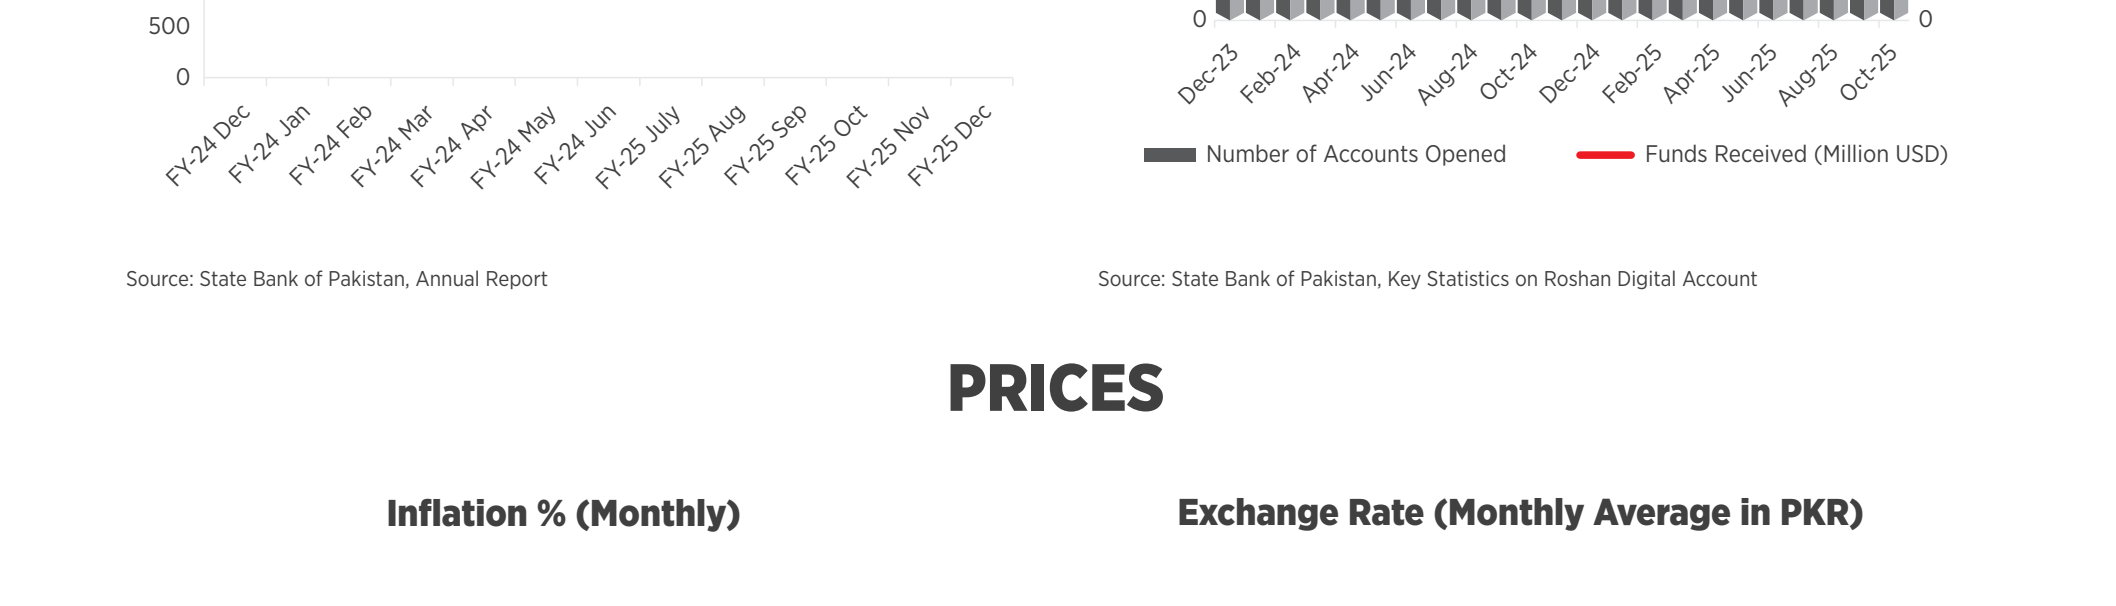 500
0
FY-24 Dec
FY-24 Jan
FY-24 Feb
FY-24 Mar
FY-24 Apr
FY-24 May
FY-24 Jun
FY-25 July
FY-25 Aug
FY-25 Sep
FY-25 Oct
FY-25 Nov
FY-25 Dec
0
0
Dec-23
Feb-24
Apr-24
Jun-24
Aug-24
Oct-24
Dec-24
Feb-25
Apr-25
Jun-25
Aug-25
Oct-25
Number of Accounts Opened
Funds Received (Million USD)
Source: State Bank of Pakistan, Annual Report
Source: State Bank of Pakistan, Key Statistics on Roshan Digital Account
PRICES
Inflation % (Monthly)
Exchange Rate (Monthly Average in PKR)